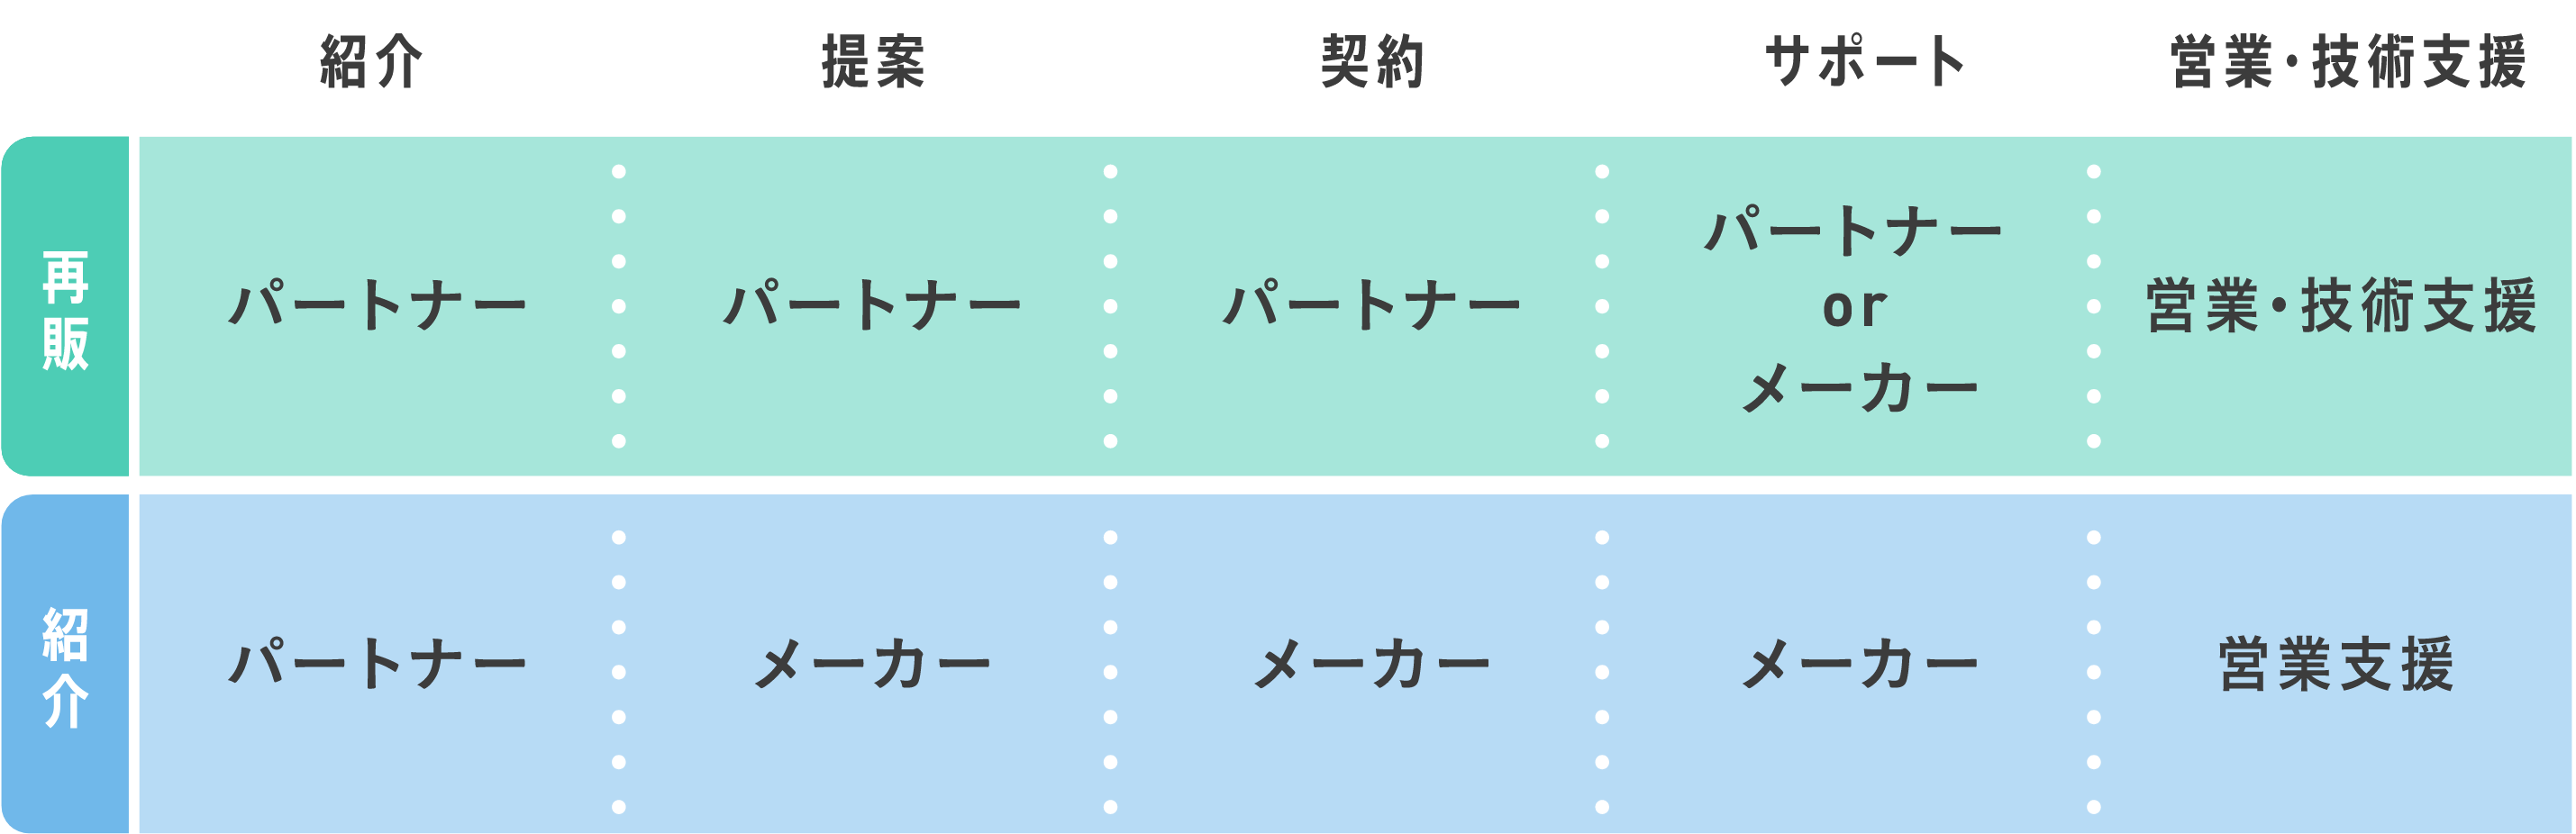 紹介 提案 契約 サポート 営業・技術支援
再販
パートナー パートナー パートナー
パートナー
or
メーカー
営業・技術支援
紹介
パートナー メーカー メーカー メーカー 営業支援